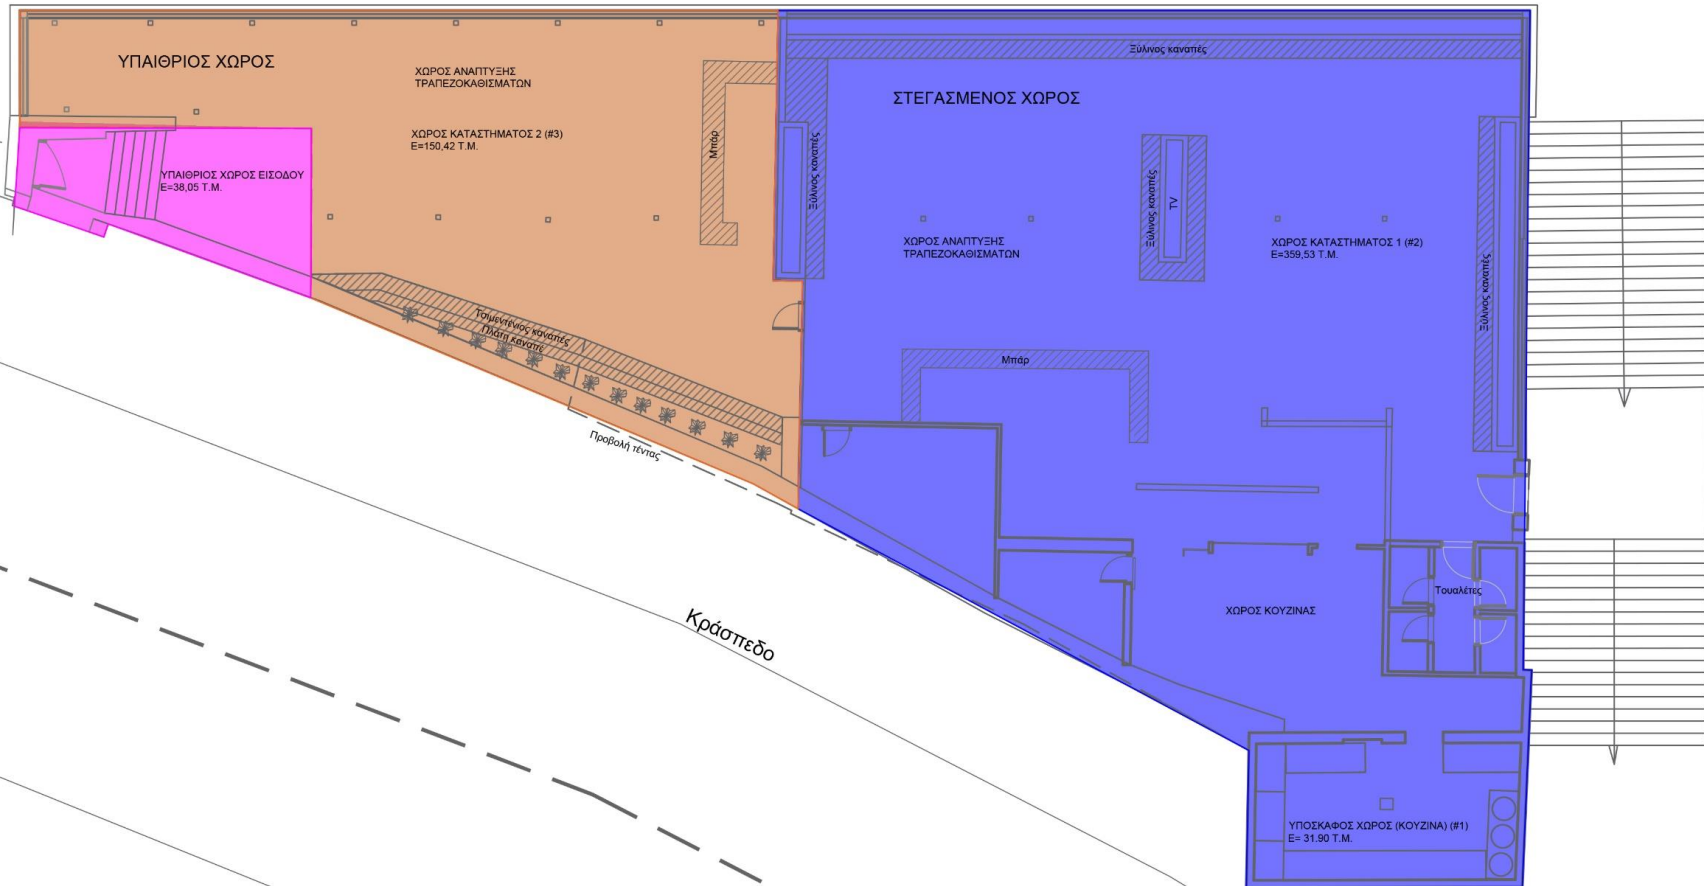 ΥΠΑΙΘΡΙΟΣ ΧΩΡΟΣ
ΧΩΡΟΣ ΑΝΑΠΤΥΞΗΣ
ΤΡΑΠΕΖΟΚΑΘΙΣΜΑΤΩΝ
ΧΩΡΟΣ ΚΑΤΑΣΤΗΜΑΤΟΣ 2 (#3)
Ε=150,42 Τ.Μ.
Μπάρ
ΥΠΑΙΘΡΙΟΣ ΧΩΡΟΣ ΕΙΣΟΔΟΥ
Ε=38,05 Τ.Μ.
Τσιμεντένιος καναπές
Πλάτη καναπέ
Προβολή τέντας
Ξύλινος καναπές
ΣΤΕΓΑΣΜΕΝΟΣ ΧΩΡΟΣ
Ξύλινος καναπές
Ξύλινος καναπές
TV
ΧΩΡΟΣ ΑΝΑΠΤΥΞΗΣ
ΤΡΑΠΕΖΟΚΑΘΙΣΜΑΤΩΝ
ΧΩΡΟΣ ΚΑΤΑΣΤΗΜΑΤΟΣ 1 (#2)
Ε=359,53 Τ.Μ.
Ξύλινος καναπές
Μπάρ
Τουαλέτες
ΧΩΡΟΣ ΚΟΥΖΙΝΑΣ
Κράσπεδο
ΥΠΟΣΚΑΦΟΣ ΧΩΡΟΣ (ΚΟΥΖΙΝΑ) (#1)
Ε= 31.90 Τ.Μ.